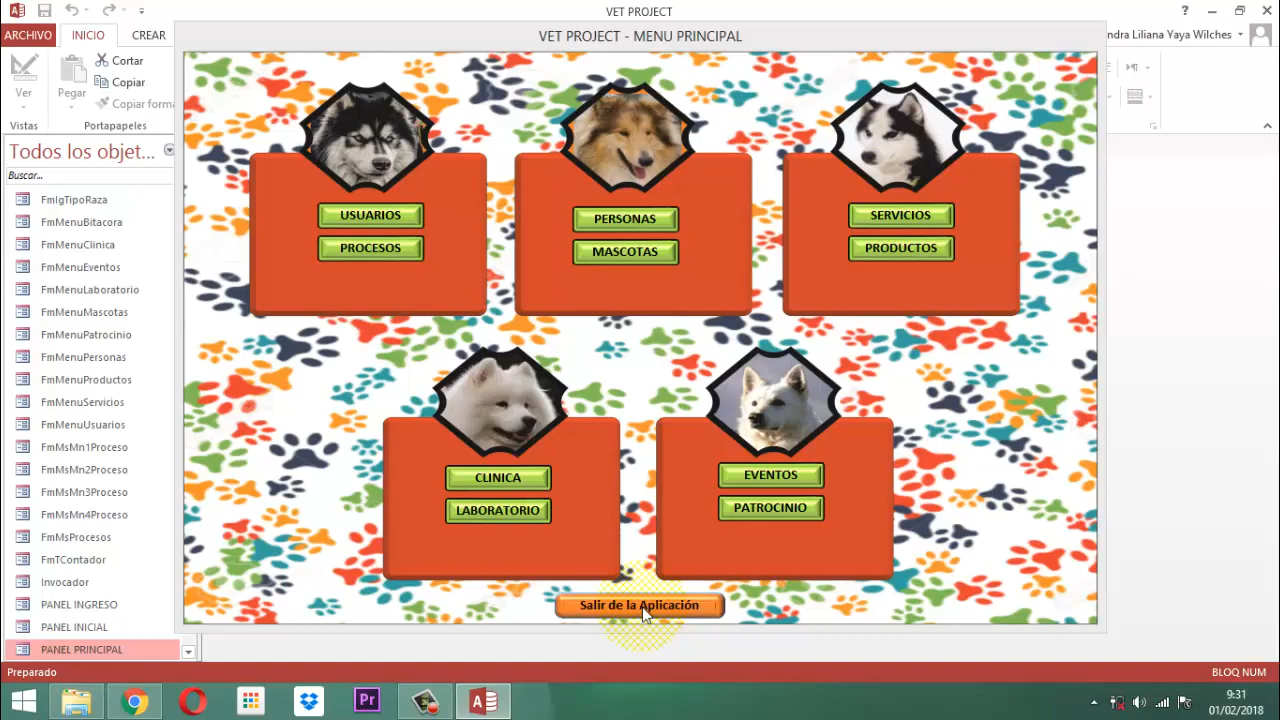 VET PROJECT
ARCHIVO
INICIO
CREAR
ndra Liliana Yaya Wilches
VET PROJECT - MENU PRINCIPAL
Ver
Pegar
Cortar
Copiar
Copiar forma
Vistas
Portapapeles
Todos los objet...
Buscar...
FmIgTipoRaza
FmMenuBitacora
FmMenuClinica
FmMenuEventos
FmMenuLaboratorio
FmMenuMascotas
FmMenuPatrocinio
FmMenuPersonas
FmMenuProductos
FmMenuServicios
FmMenuUsuarios
FmMsMn1Proceso
FmMsMn2Proceso
FmMsMn3Proceso
FmMsMn4Proceso
FmMsProcesos
FmTContador
Invocador
PANEL INGRESO
PANEL INICIAL
PANEL PRINCIPAL
USUARIOS
PROCESOS
PERSONAS
MASCOTAS
SERVICIOS
PRODUCTOS
CLINICA
LABORATORIO
EVENTOS
PATROCINIO
Salir de la Aplicación
Preparado
BLOQ NUM
Pr
9:31
01/02/2018